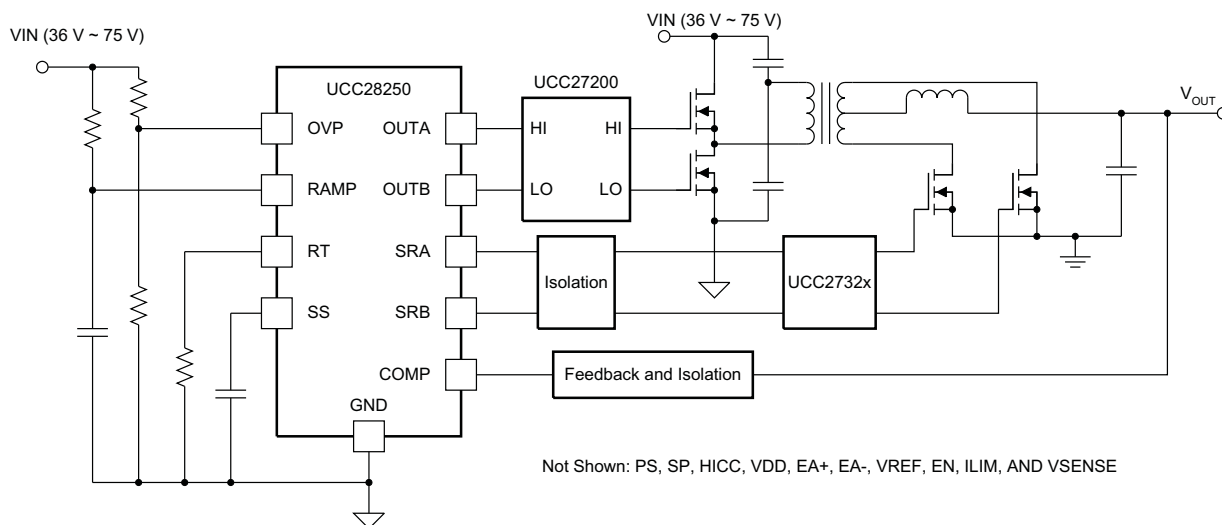 VIN (36 V ~ 75 V)
VIN (36 V ~ 75 V)
UCC28250
UCC27200
OVP
OUTA
HI
HI
VOUT
RAMP
OUTB
LO
LO
RT
SRA
Isolation
UCC2732x
SS
SRB
COMP
Feedback and Isolation
GND
Not Shown: PS, SP, HICC, VDD, EA+, EA-, VREF, EN, ILIM, AND VSENSE